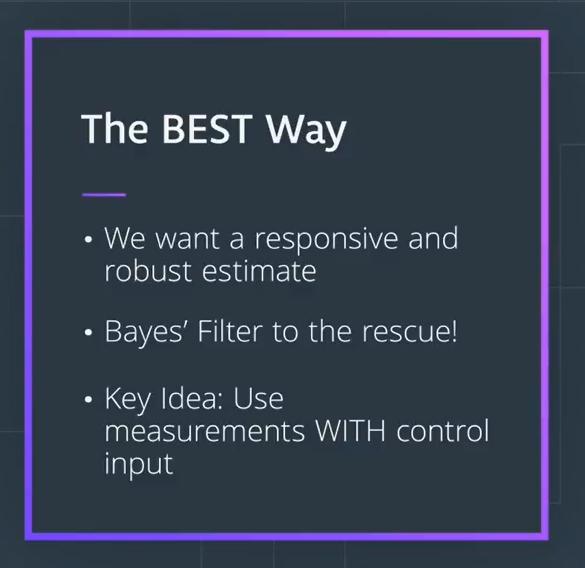 The BEST Way
• We want a responsive and
robust estimate
• Bayes’ Filter to the rescue!
• Key Idea: Use
measurements WITH control
input